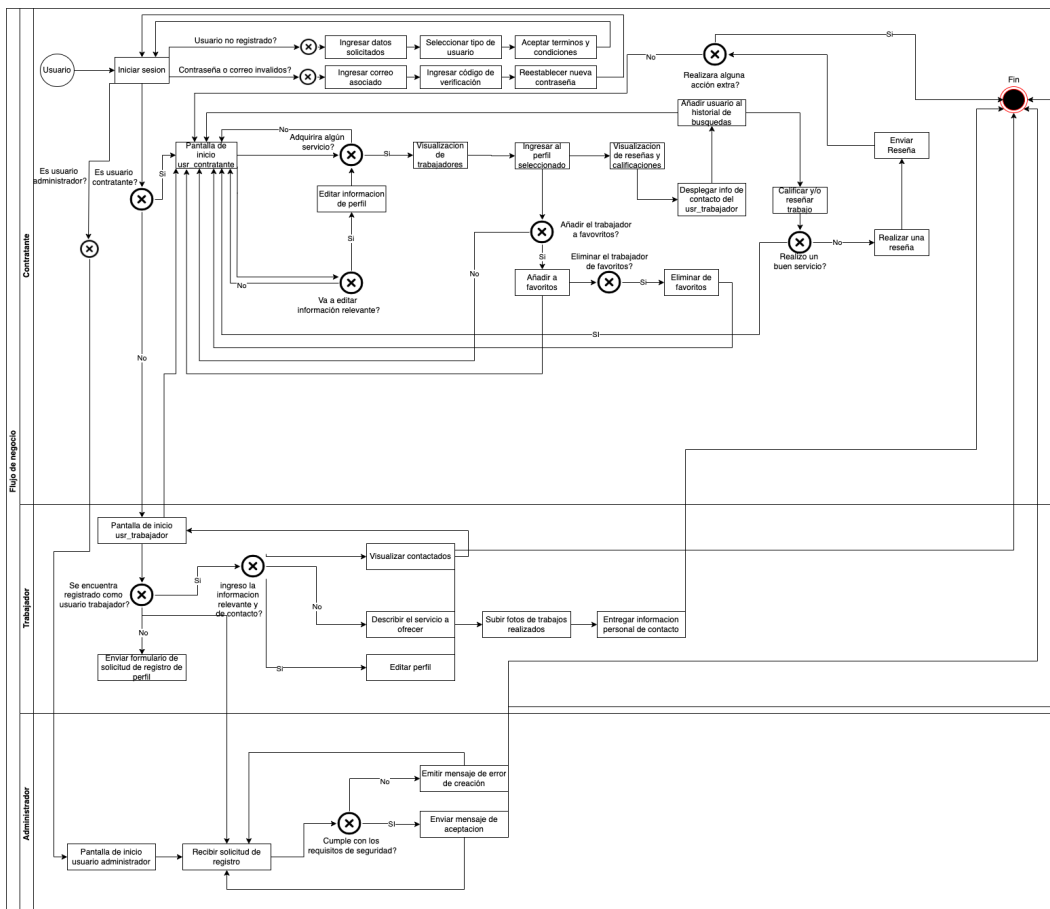 Flujo de negocio
Contratante
Usuario
Iniciar sesion
Usuario no registrado?
Ingresar datos
solicitados
Seleccionar tipo de
usuario
Aceptar terminos y
condiciones
Contraseña o correo invalidos?
Ingresar correo
asociado
Ingresar código de
verificación
Reestablecer nueva
contraseña
Si
No
Realizara alguna
acción extra?
Fin
Es usuario
administrador?
Es usuario
contratante?
Si
No
Pantalla de
inicio
usr_contratante
No
Adquirira algún
servicio?
Si
Editar informacion
de perfil
Si
No
Va a editar
información relevante?
Visualizacion
de
trabajadores
Ingresar al
perfil
seleccionado
Visualizacion
de reseñas y
calificaciones
Añadir usuario al
historial de
busquedas
Desplegar info de
contacto del
usr_trabajador
Añadir el trabajador
a favovritos?
No
Si
Añadir a
favoritos
Eliminar el trabajador
de favoritos?
Si
Eliminar de
favoritos
Calificar y/o
reseñar
trabajo
Realizo un
buen servicio?
SI
No
Realizar una
reseña
Enviar
Reseña
Trabajador
Pantalla de inicio
usr_trabajador
Se encuentra
registrado como
usuario trabajador?
Si
No
Enviar formulario de
solicitud de registro de
perfil
ingreso la
informacion
relevante y
de contacto?
No
Si
Visualizar contactados
Describir el servicio a
ofrecer
Editar perfil
Subir fotos de trabajos
realizados
Entregar informacion
personal de contacto
Administrador
Pantalla de inicio
usuario administrador
Recibir solicitud de
registro
Cumple con los
requisitos de seguridad?
No
SI
Emitir mensaje de error
de creación
Enviar mensaje de
aceptacion